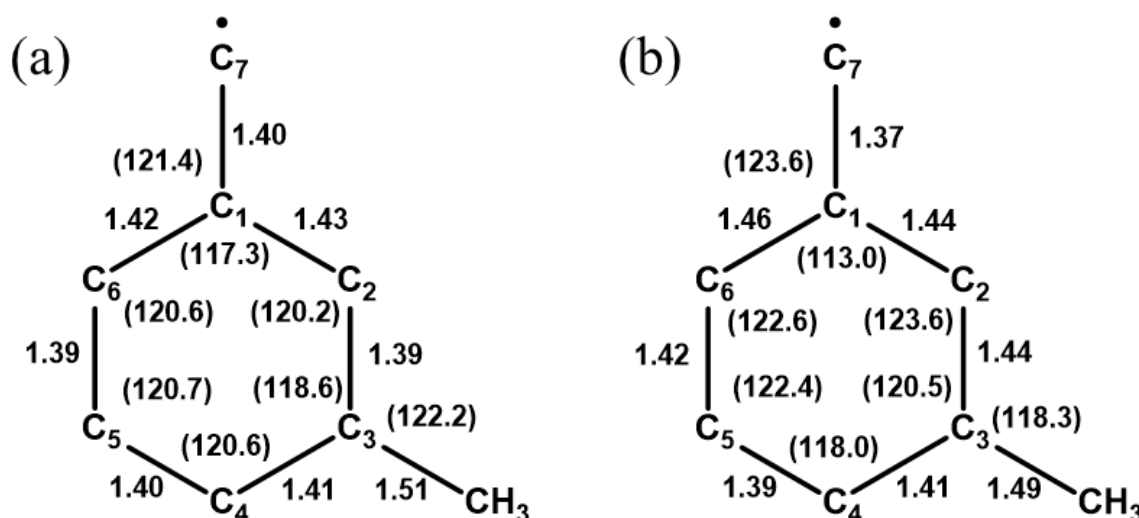 (a)
C7
1.40
(121.4)
C1
1.42
1.43
(117.3)
C6
C2
(120.6)
(120.2)
1.39
1.39
(120.7)
(118.6)
(122.2)
C5
C3
(120.6)
1.40
1.41
1.51
C4
CH3
(b)
C7
1.37
(123.6)
C1
1.46
1.44
(113.0)
C6
C2
(122.6)
(123.6)
1.42
1.44
(122.4)
(120.5)
(118.3)
C5
C3
(118.0)
1.39
1.41
1.49
C4
CH3